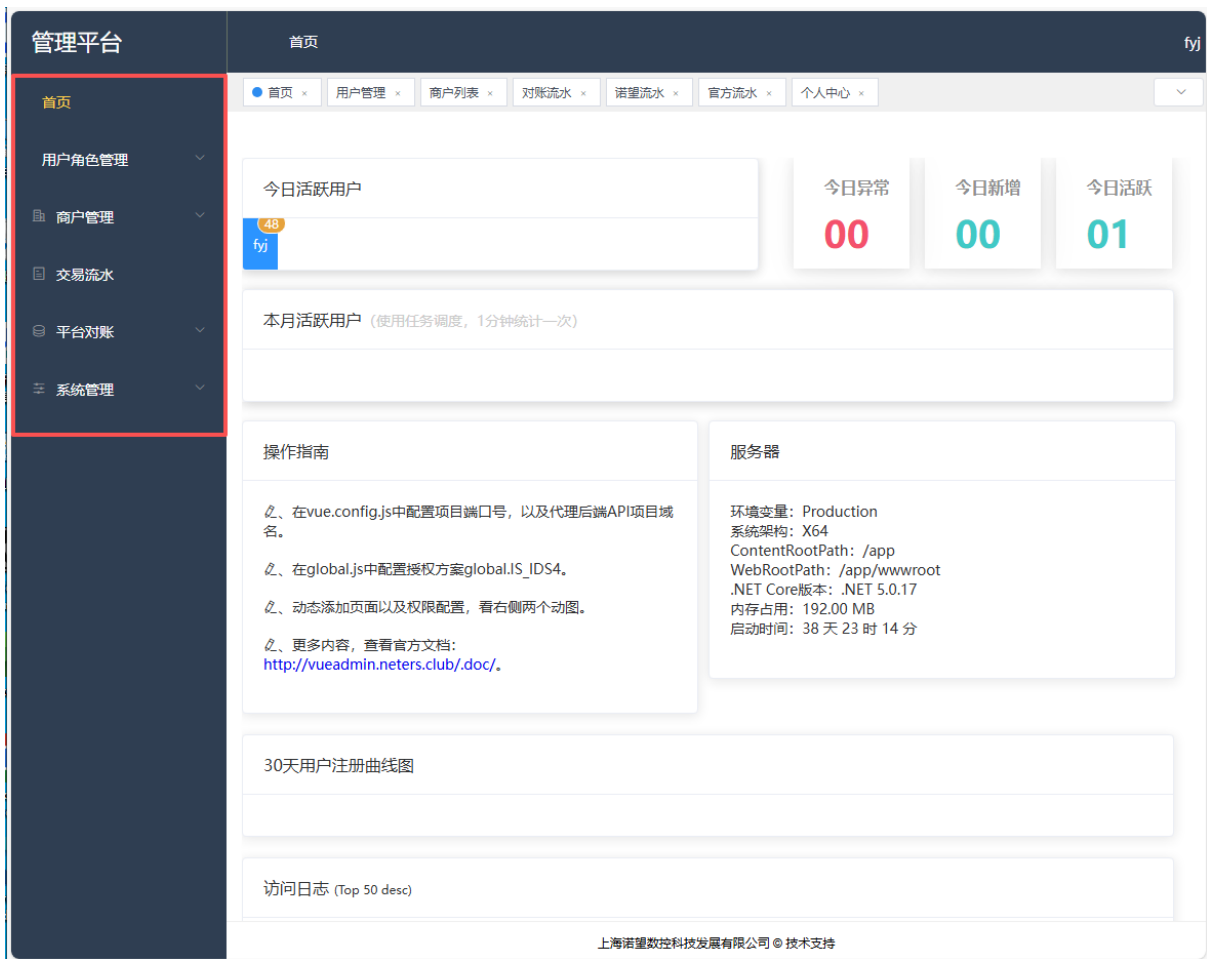 管理平台
首页
fyj
首页
用户角色管理
商户管理
交易流水
平台对账
系统管理
首页 × 用户管理 × 商户列表 × 对账流水 × 诺望流水 × 官方流水 × 个人中心 ×
今日活跃用户
48
fyj
今日异常
00
今日新增
00
今日活跃
01
本月活跃用户（使用任务调度，1分钟统计一次）
操作指南
、在vue.config.js中配置项目端口号，以及代理后端API项目域
名。
、在global.js中配置授权方案global.IS_IDS4。
、动态添加页面以及权限配置，看右侧两个动图。
、更多内容，查看官方文档：
http://vueadmin.neters.club/.doc/。
服务器
环境变量：Production
系统架构：X64
ContentRootPath：/app
WebRootPath：/app/wwwroot
.NET Core版本：.NET 5.0.17
内存占用：192.00 MB
启动时间：38 天 23 时 14 分
30天用户注册曲线图
访问日志 (Top 50 desc)
上海诺望数控科技发展有限公司 © 技术支持